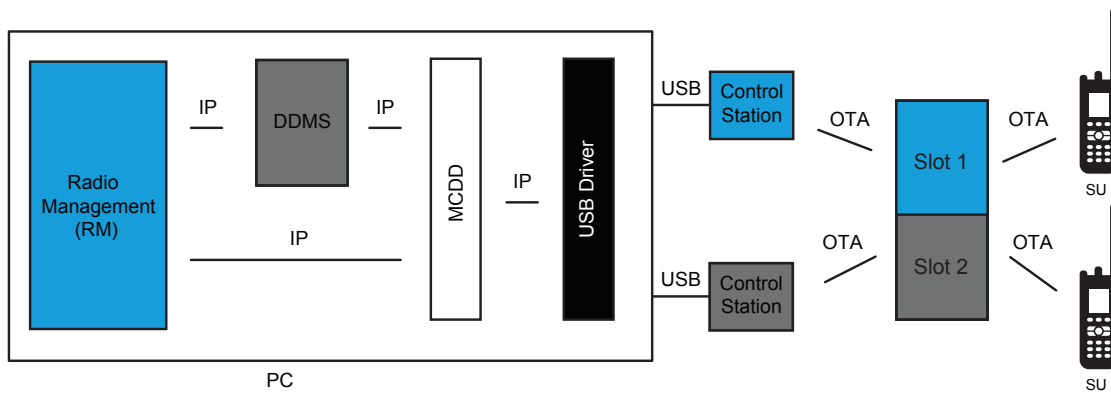 IP
DDMS
IP
Radio
Management
(RM)
IP
MCDD
IP
USB Driver
PC
USB
Control
Station
OTA
Slot 1
OTA
SU
USB
Control
Station
OTA
Slot 2
OTA
SU